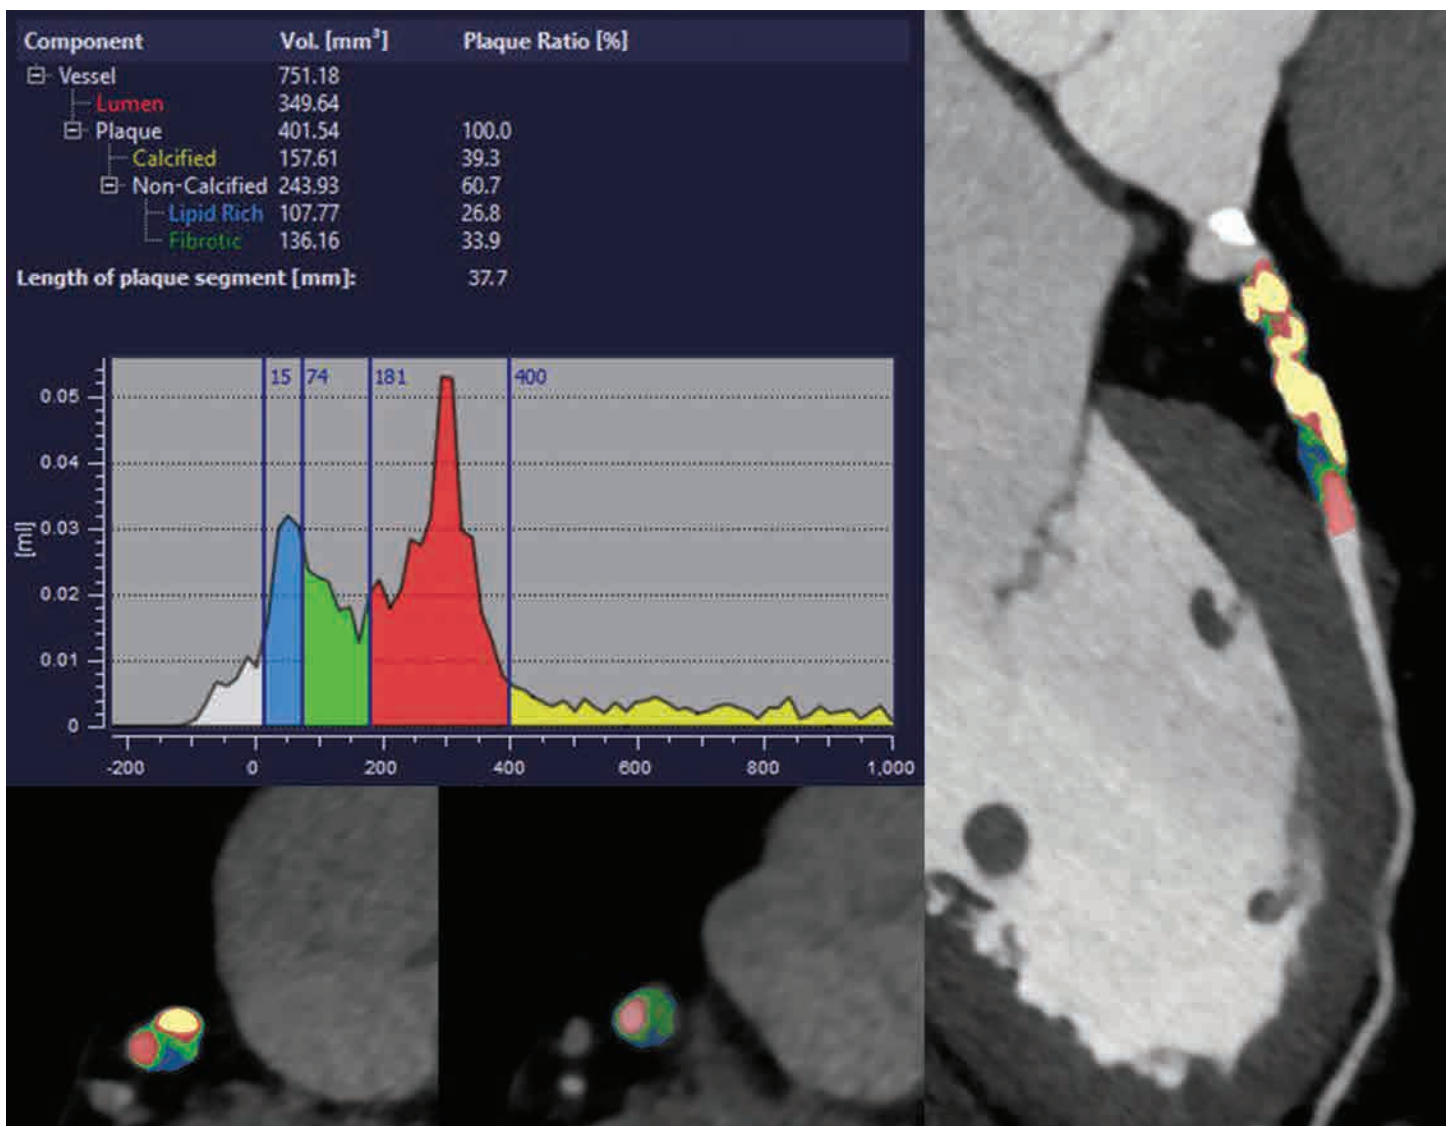 Component Vol. [mm³] Plaque Ratio [%]
Vessel 751.18
Lumen 349.64
Plaque 401.54 100.0
Calcified 157.61 39.3
Non-Calcified 243.93 60.7
Lipid Rich 107.77 26.8
Fibrotic 136.16 33.9
Length of plaque segment [mm]: 37.7
15 74 181 400
0.05
0.04
0.03
0.02
0.01
0
[ml]
-200 0 200 400 600 800 1,000